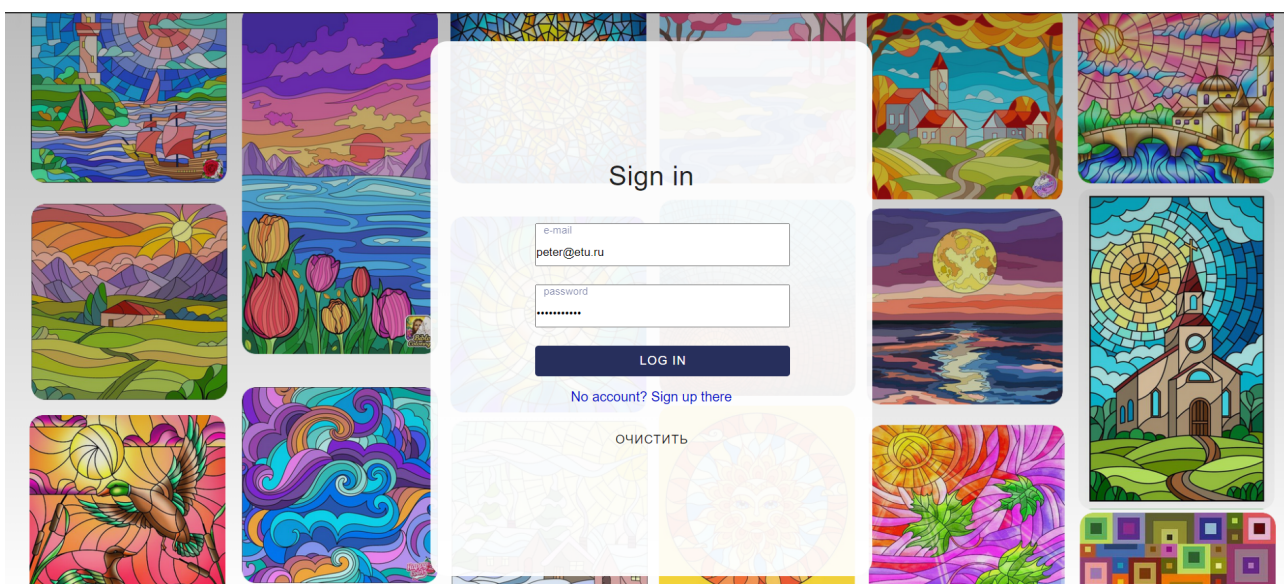 Sign in
e-mail
peter@etu.ru
password
•••••••••••
LOG IN
No account? Sign up there
ОЧИСТИТЬ